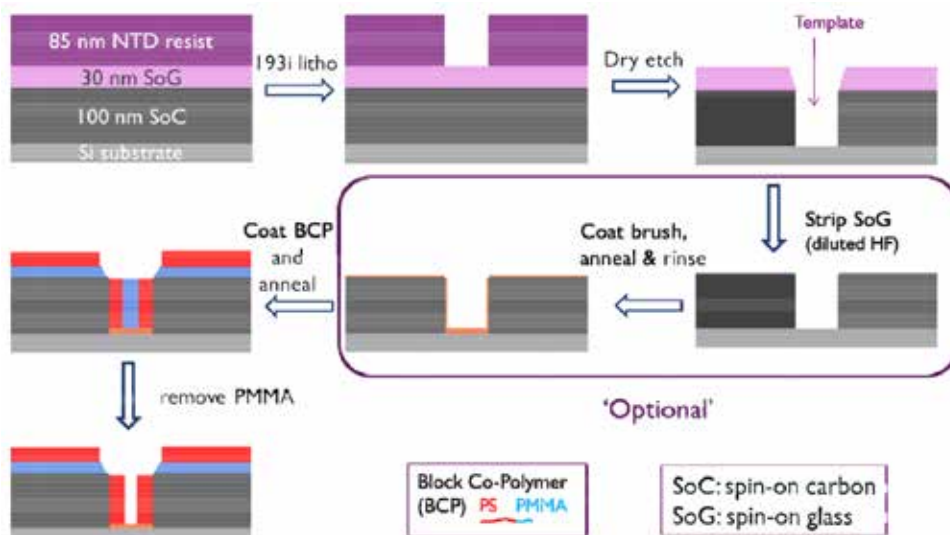 85 nm NTD resist
30 nm SoG
100 nm SoC
Si substrate
193i litho
Dry etch
Template
Strip SoG
(diluted HF)
Coat brush,
anneal & rinse
Coat BCP
and
anneal
remove PMMA
'Optional'
Block Co-Polymer
(BCP) PS PMMA
SoC: spin-on carbon
SoG: spin-on glass